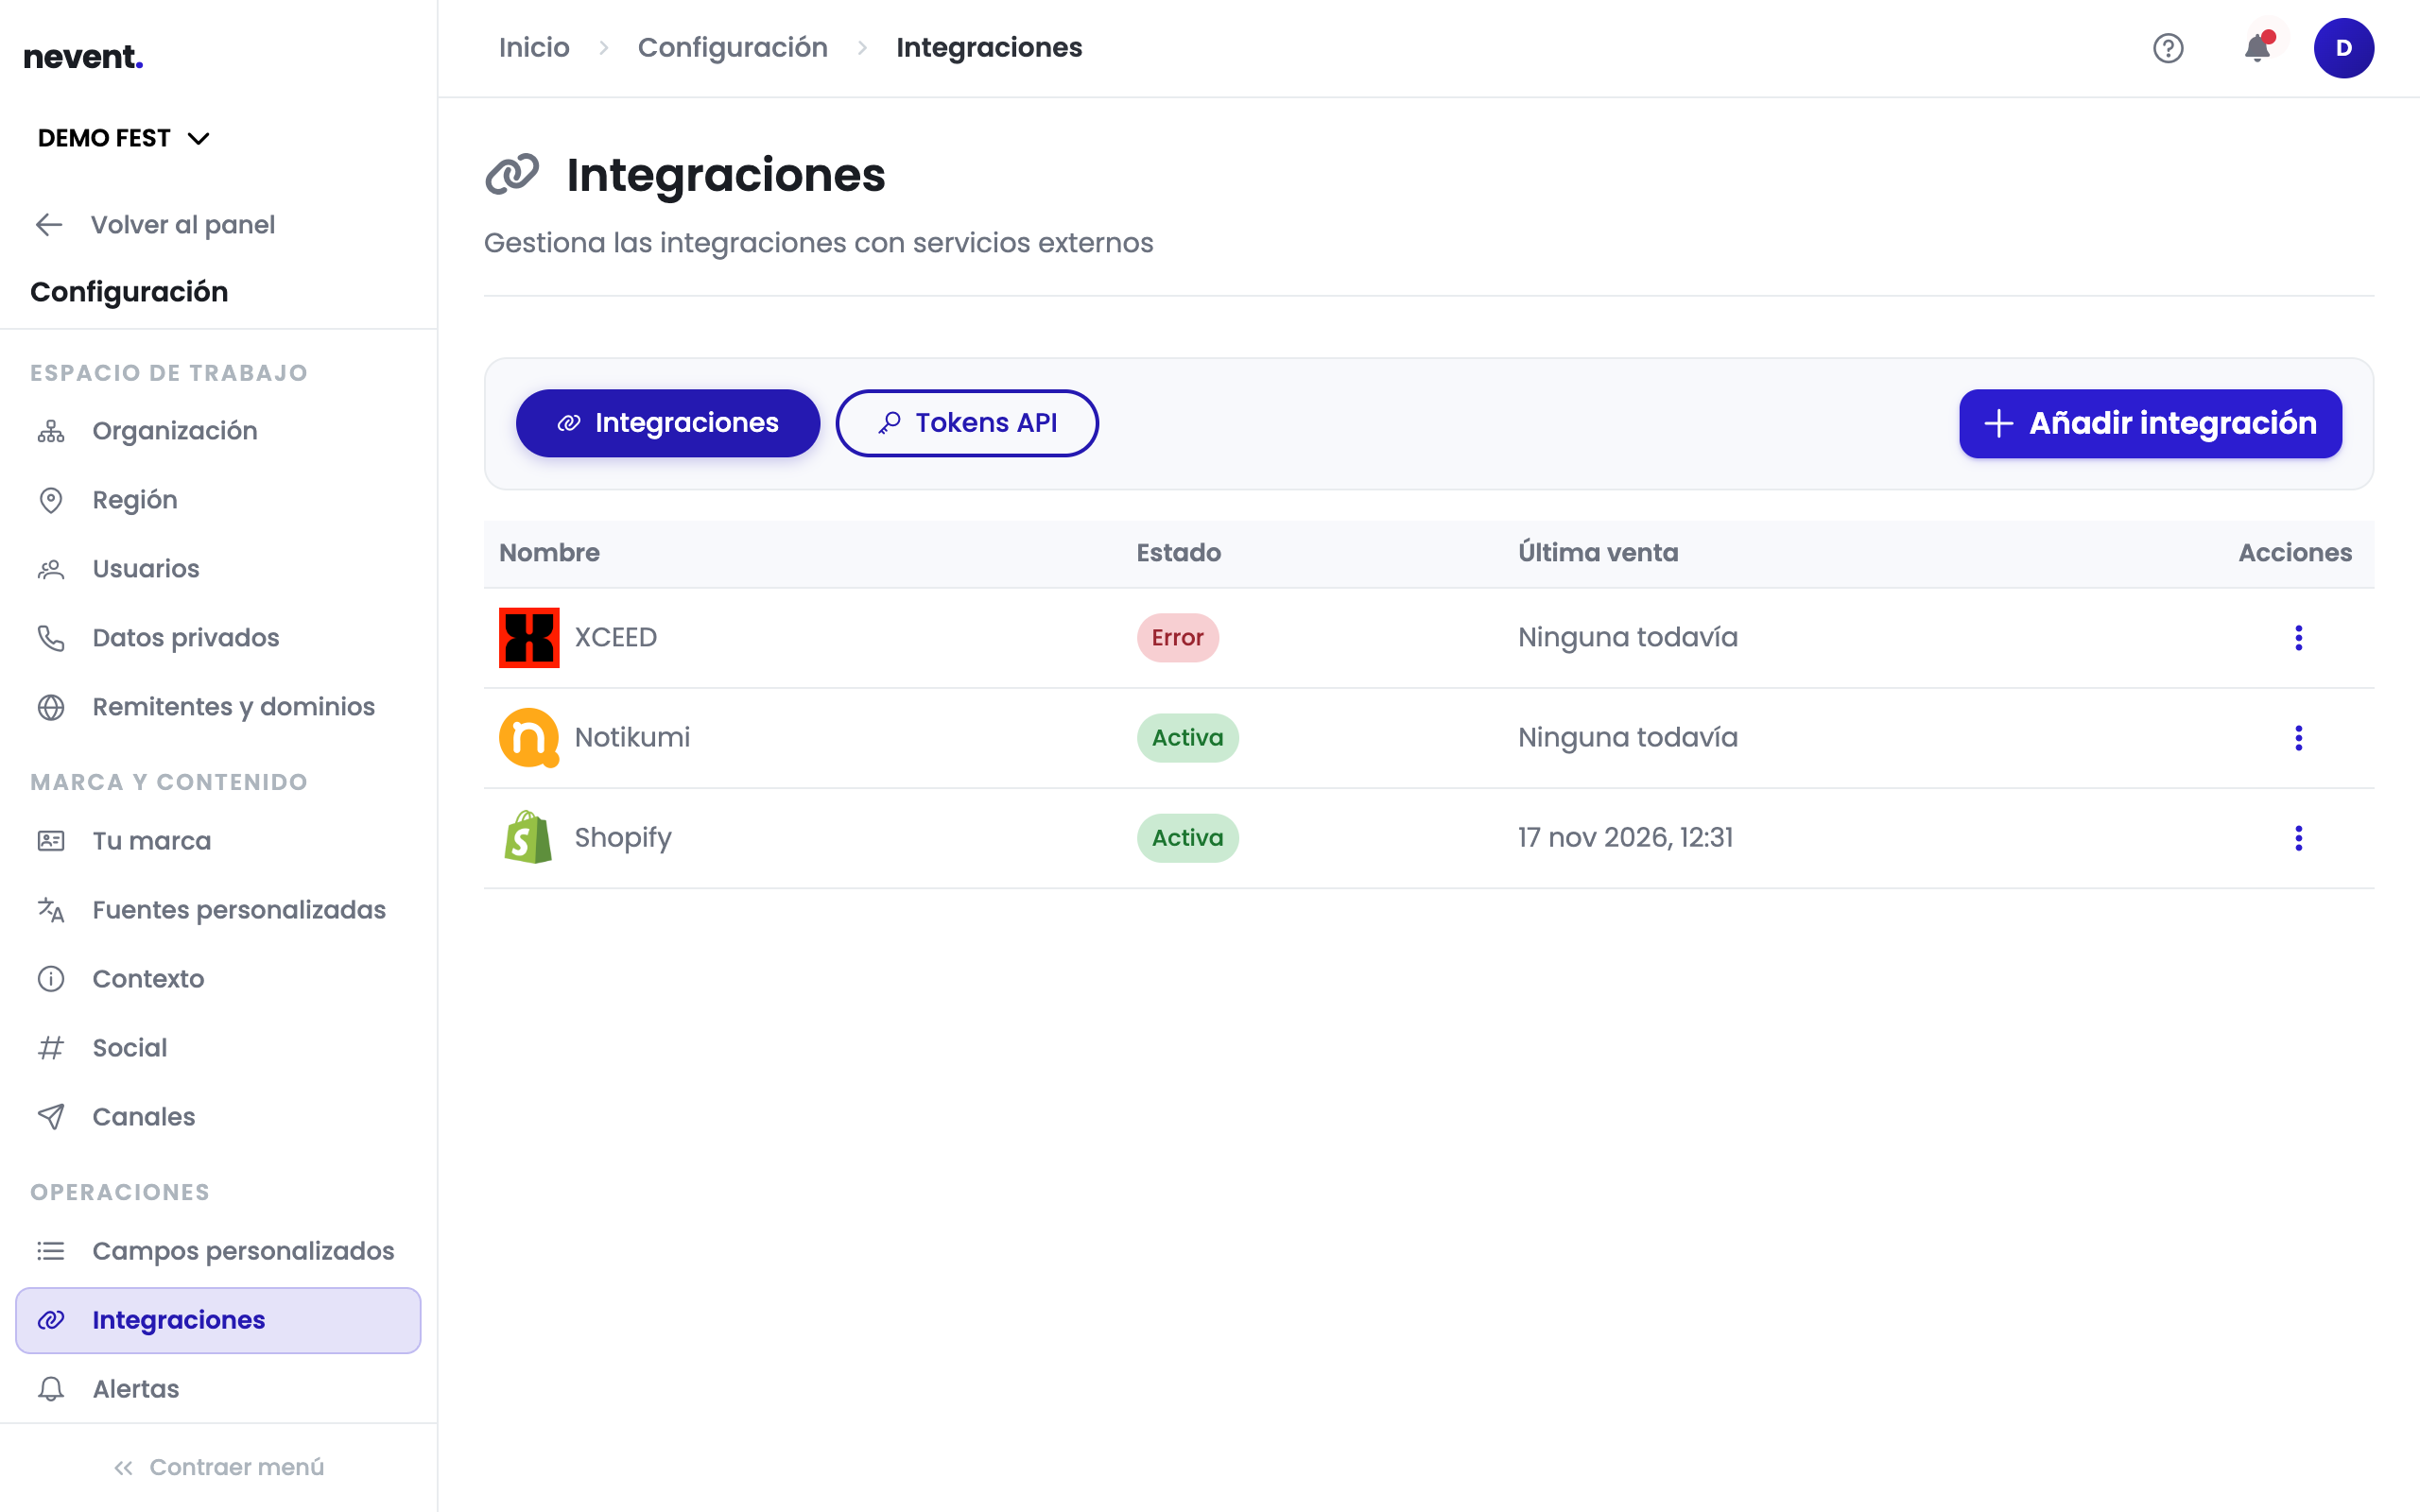 nevent.
DEMO FEST
Volver al panel
Configuración
ESPACIO DE TRABAJO
Organización
Región
Usuarios
Datos privados
Remitentes y dominios
MARCA Y CONTENIDO
Tu marca
Fuentes personalizadas
Contexto
Social
Canales
OPERACIONES
Campos personalizados
Integraciones
Alertas
Contraer menú
Inicio > Configuración > Integraciones
D
Integraciones
Gestiona las integraciones con servicios externos
Integraciones Tokens API Añadir integración
Nombre Estado Última venta Acciones
XCEED Error Ninguna todavía
Notikumi Activa Ninguna todavía
Shopify Activa 17 nov 2026, 12:31